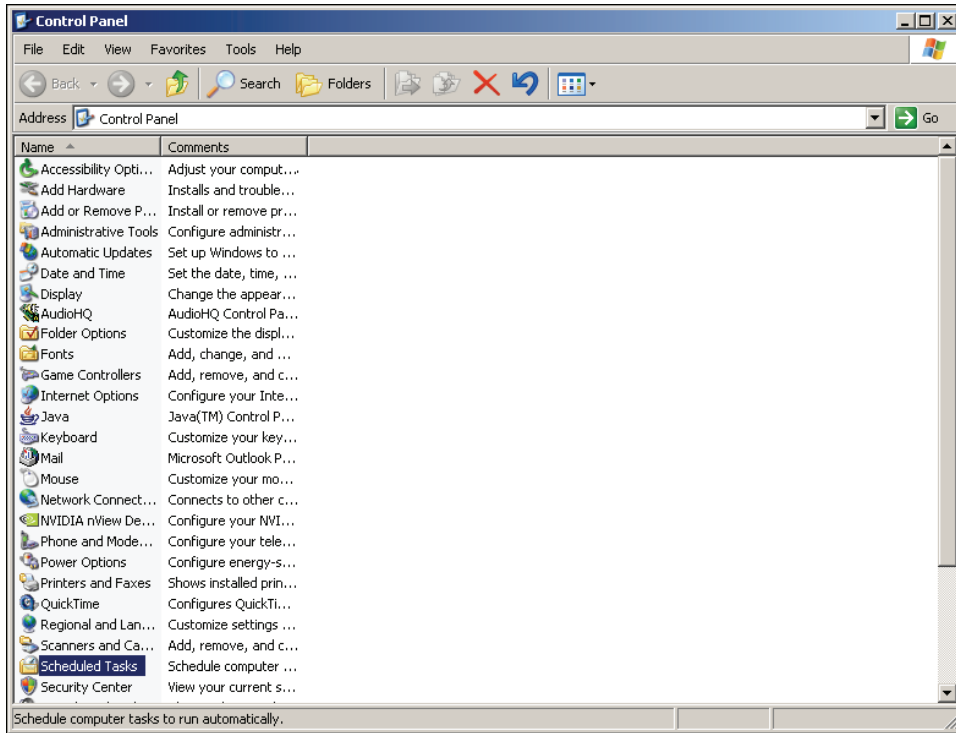 Control Panel
File Edit View Favorites Tools Help
Back Search Folders
Address Control Panel Go
Name Comments
Accessibility Opti... Adjust your comput...
Add Hardware Installs and trouble...
Add or Remove P... Install or remove pr...
Administrative Tools Configure administr...
Automatic Updates Set up Windows to ...
Date and Time Set the date, time, ...
Display Change the appear...
AudioHQ AudioHQ Control Pa...
Folder Options Customize the displ...
Fonts Add, change, and ...
Game Controllers Add, remove, and c...
Internet Options Configure your Inte...
Java Java(TM) Control P...
Keyboard Customize your key...
Mail Microsoft Outlook P...
Mouse Customize your mo...
Network Connect... Connects to other c...
NVIDIA nView De... Configure your NVI...
Phone and Mode... Configure your tele...
Power Options Configure energy-s...
Printers and Faxes Shows installed prin...
QuickTime Configures QuickTi...
Regional and Lan... Customize settings ...
Scanners and Ca... Add, remove, and c...
Scheduled Tasks Schedule computer ...
Security Center View your current s...
Schedule computer tasks to run automatically.